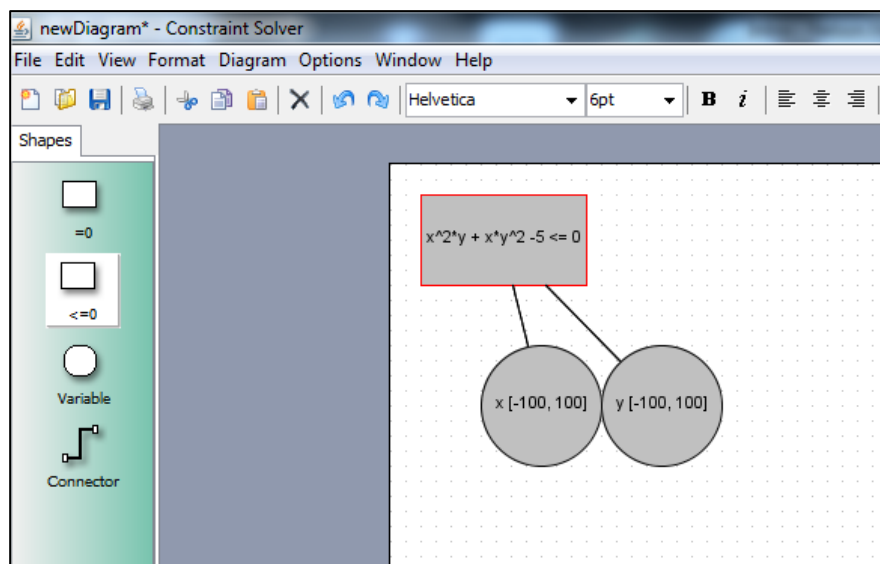 newDiagram* - Constraint Solver
File Edit View Format Diagram Options Window Help
Helvetica 6pt B i
Shapes
=0
<=0
Variable
Connector
x^2*y + x*y^2 -5 <= 0
x [-100, 100] y [-100, 100]